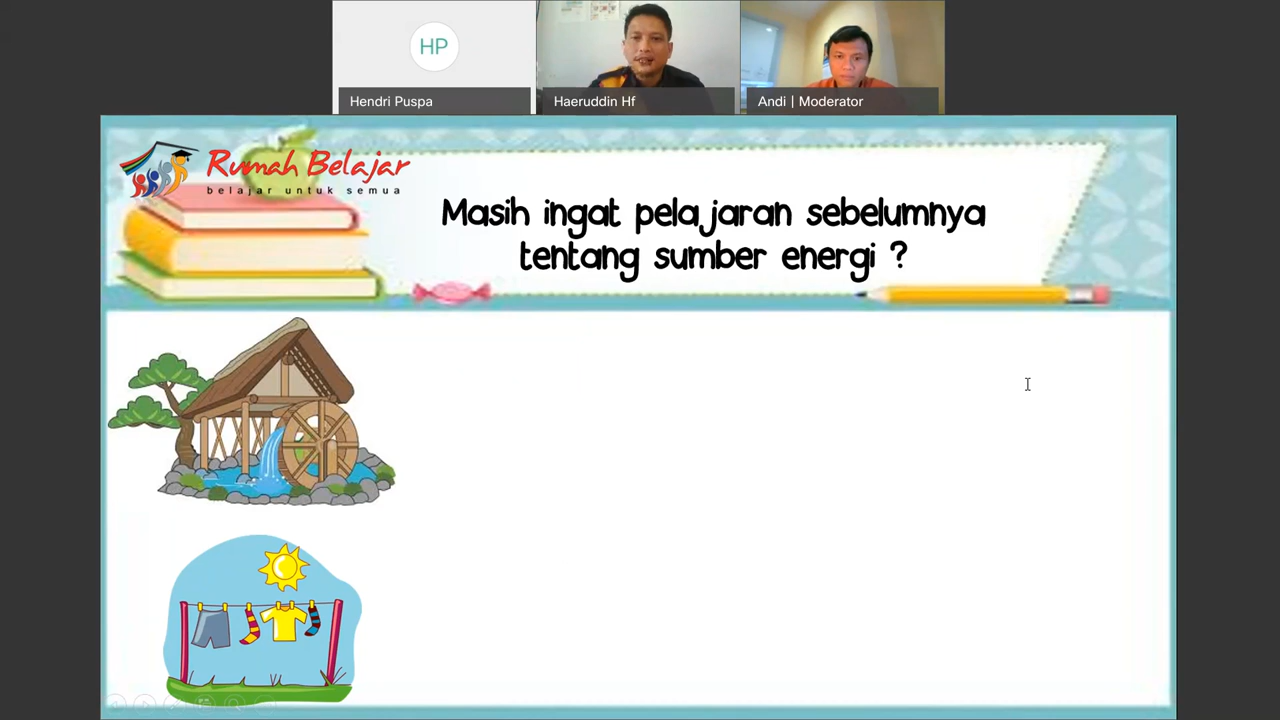 HP
Hendri Puspa
Haeruddin Hf
Andi | Moderator
Rumah Belajar
belajar untuk semua
Masih ingat pelajaran sebelumnya
tentang sumber energi ?